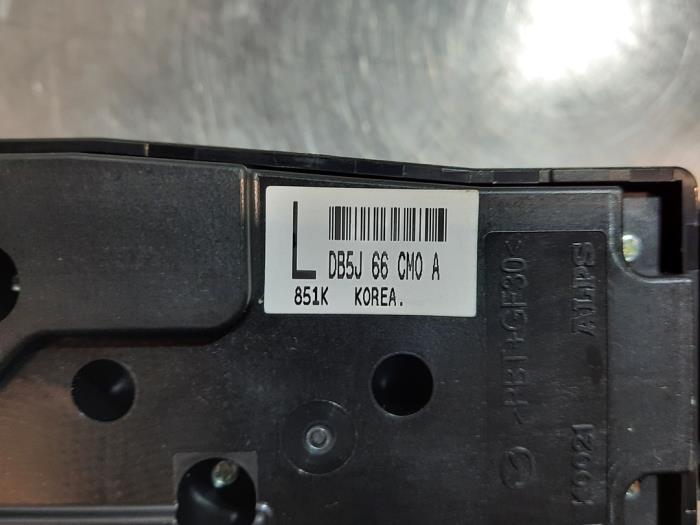 L
DB5J 66 CM0 A
851K KOREA.
>PBT+GF30<
ALPS
K0021